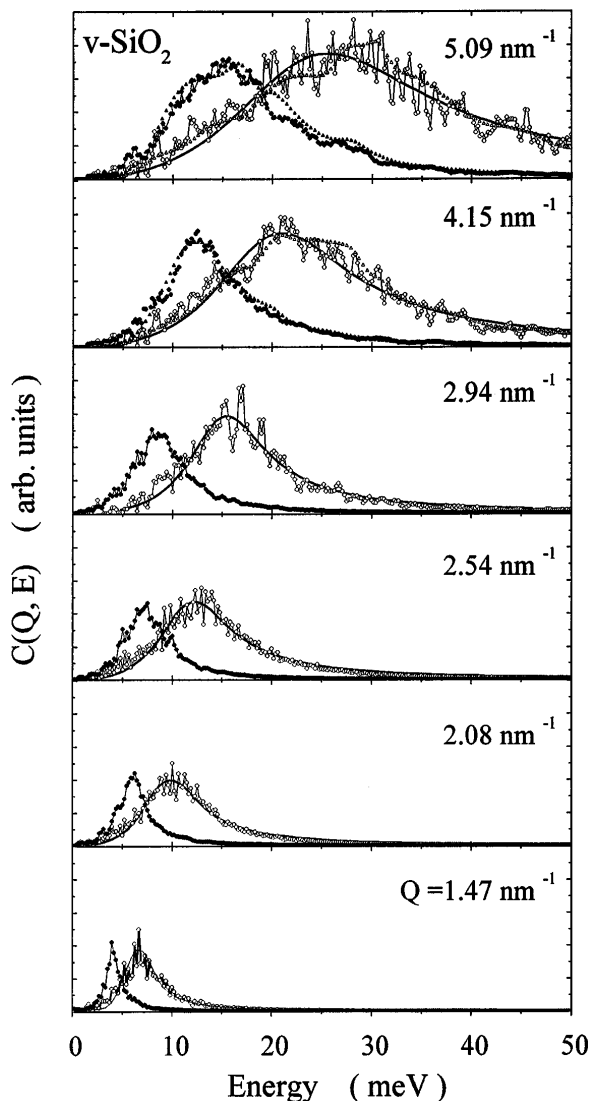 v-SiO₂
5.09 nm⁻¹
4.15 nm⁻¹
2.94 nm⁻¹
2.54 nm⁻¹
2.08 nm⁻¹
Q =1.47 nm⁻¹
C(Q, E) ( arb. units )
0 10 20 30 40 50
Energy ( meV )